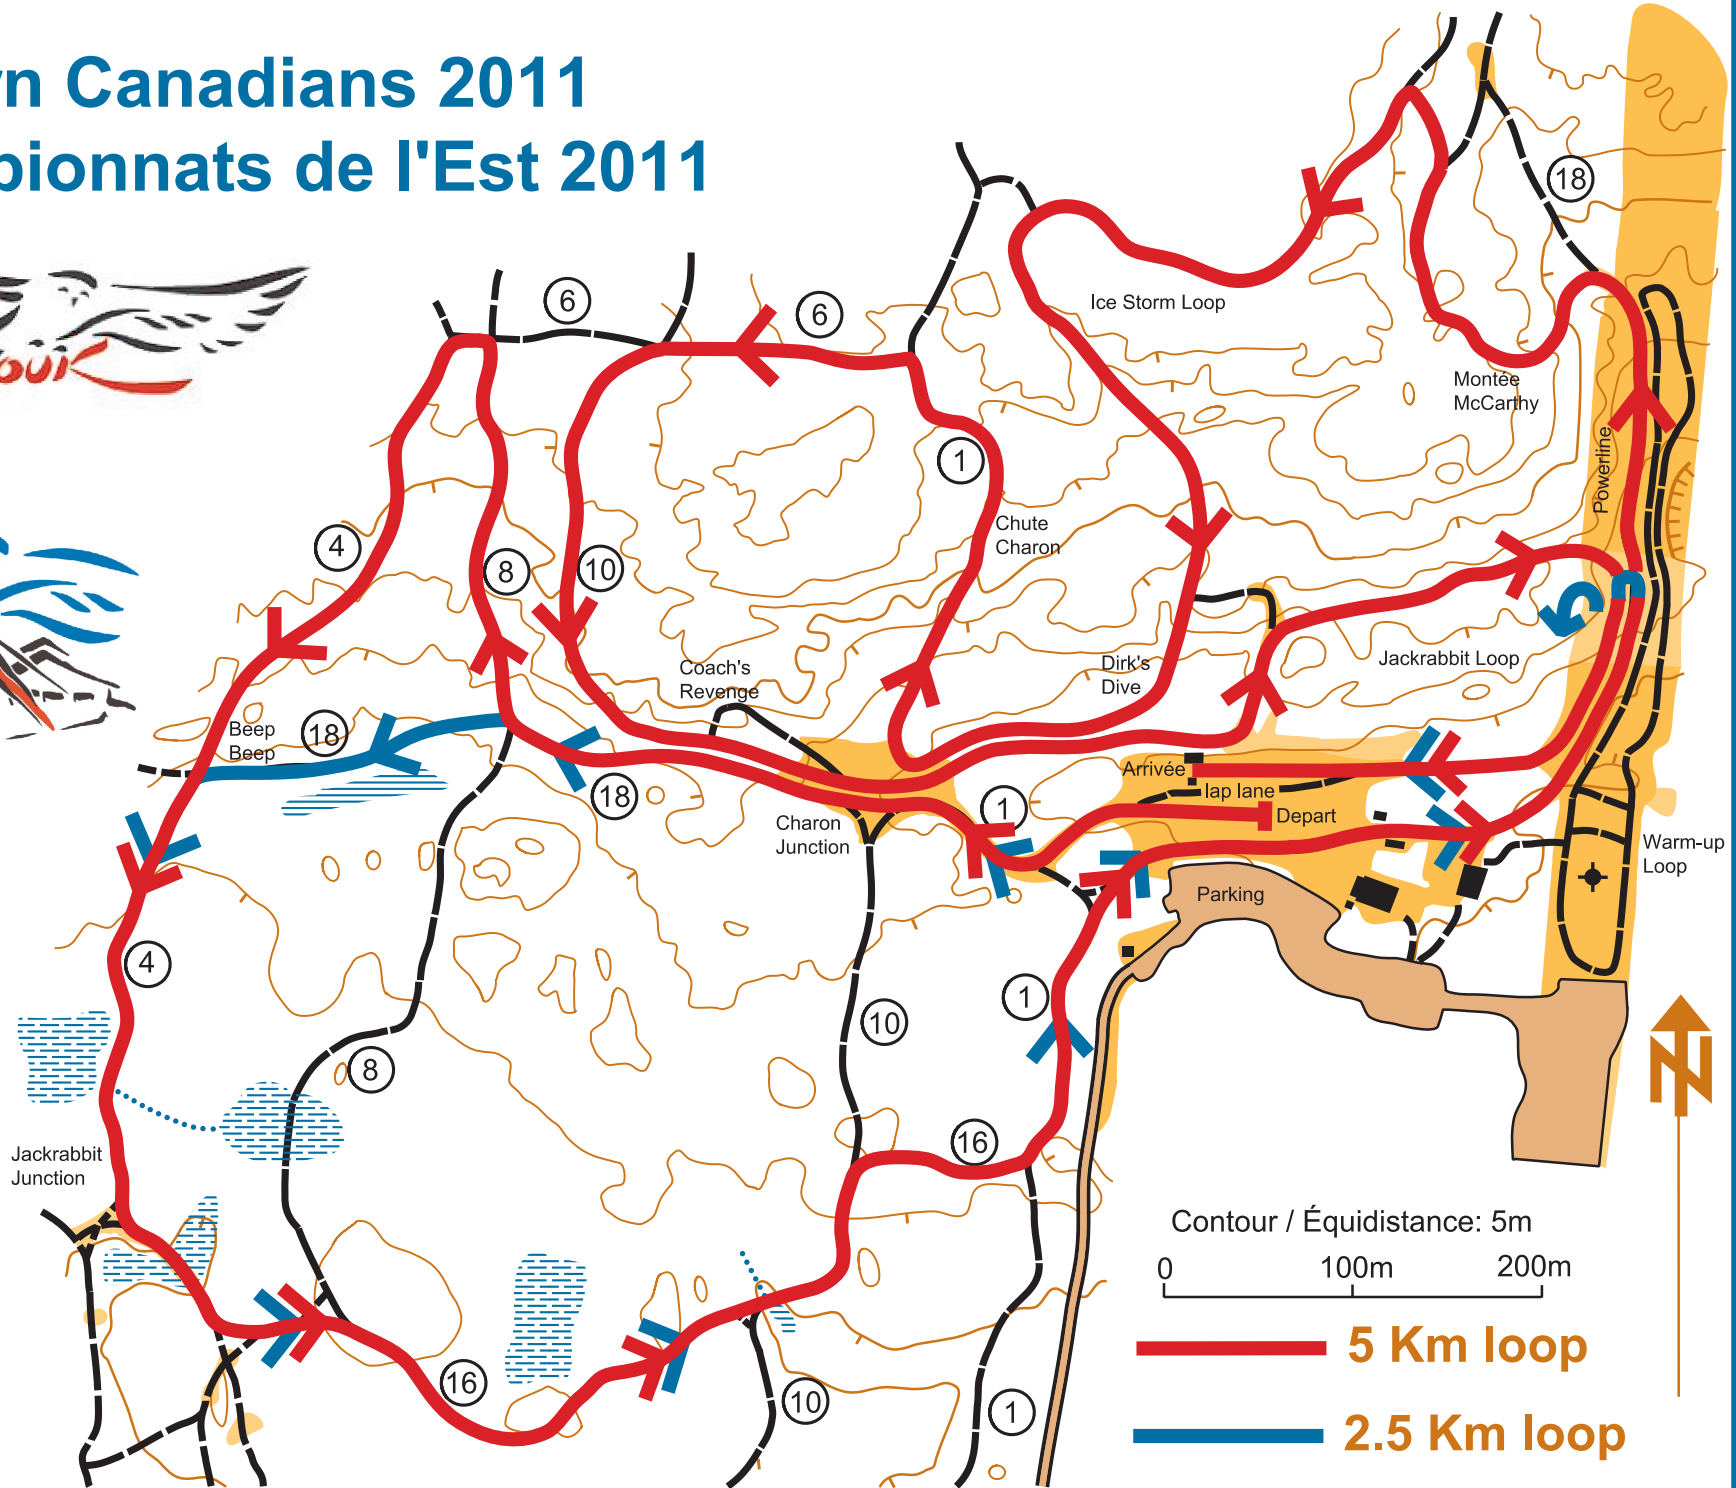 rn Canadians 2011
pionnats de l'Est 2011
18
6
6
Ice Storm Loop
Montée
McCarthy
Powerline
1
4
8
10
Chute
Charon
Coach's
Revenge
Dirk's
Dive
Jackrabbit Loop
Beep
Beep
18
18
Arrivée
lap lane
Depart
1
Charon
Junction
Warm-up
Loop
Parking
4
10
1
8
16
Jackrabbit
Junction
16
10
1
N
Contour / Équidistance: 5m
0 100m 200m
5 Km loop
2.5 Km loop